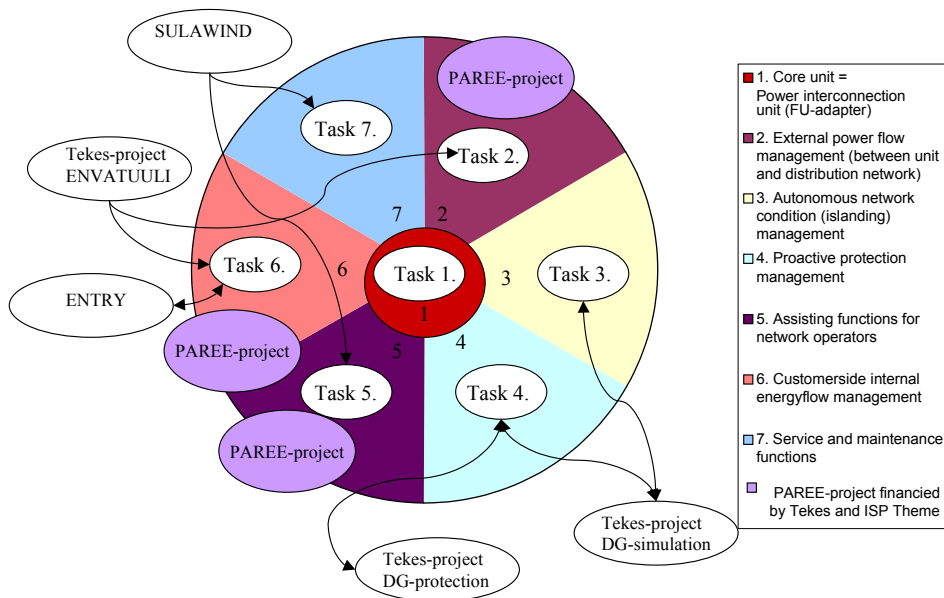 SULAWIND
PAREE-project
Task 7.
Task 2.
Tekes-project
ENVATUULI
7
2
Task 6.
6
Task 1.
3
Task 3.
ENTRY
1
PAREE-project
5
4
Task 5.
Task 4.
PAREE-project
Tekes-project
DG-simulation
Tekes-project
DG-protection
1. Core unit =
Power interconnection
unit (FU-adapter)
2. External power flow
management (between unit
and distribution network)
3. Autonomous network
condition (islanding)
management
4. Proactive protection
management
5. Assisting functions for
network operators
6. Customerside internal
energyflow management
7. Service and maintenance
functions
PAREE-project financied
by Tekes and ISP Theme